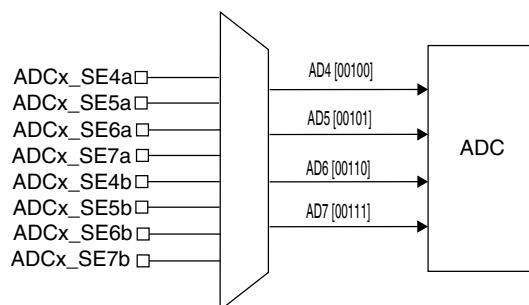 ADCx_SE4a
ADCx_SE5a
ADCx_SE6a
ADCx_SE7a
ADCx_SE4b
ADCx_SE5b
ADCx_SE6b
ADCx_SE7b
AD4 [00100]
AD5 [00101]
AD6 [00110]
AD7 [00111]
ADC